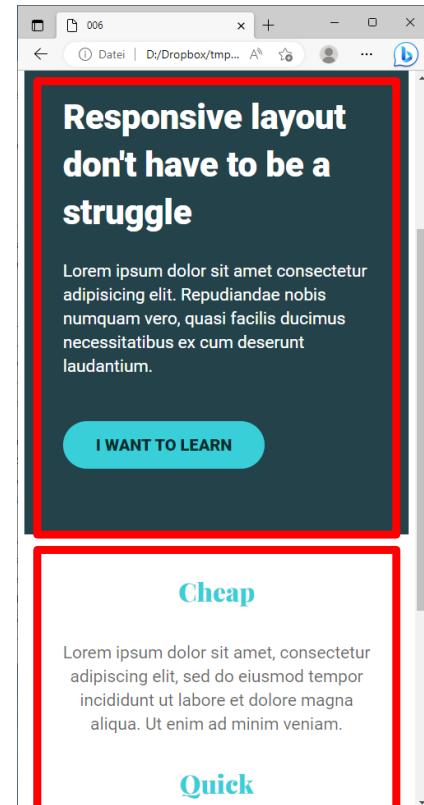 006
Datei
D:/Dropbox/tmp...
Responsive layout
don't have to be a
struggle
Lorem ipsum dolor sit amet consectetur
adipisicing elit. Repudiandae nobis
numquam vero, quasi facilis ducimus
necessitatibus ex cum deserunt
laudantium.
I WANT TO LEARN
Cheap
Lorem ipsum dolor sit amet, consectetur
adipiscing elit, sed do eiusmod tempor
incididunt ut labore et dolore magna
aliqua. Ut enim ad minim veniam.
Quick